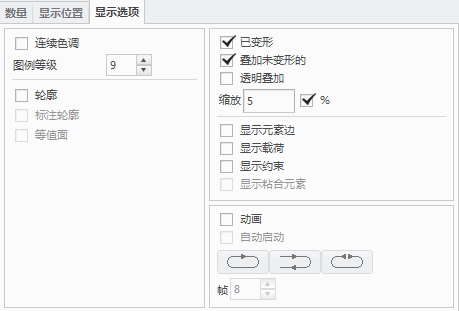 数量 显示位置 显示选项
连续色调
图例等级 9
轮廓
标注轮廓
等值面
已变形
叠加未变形的
透明叠加
缩放 5 %
显示元素边
显示载荷
显示约束
显示粘合元素
动画
自动启动
帧 8